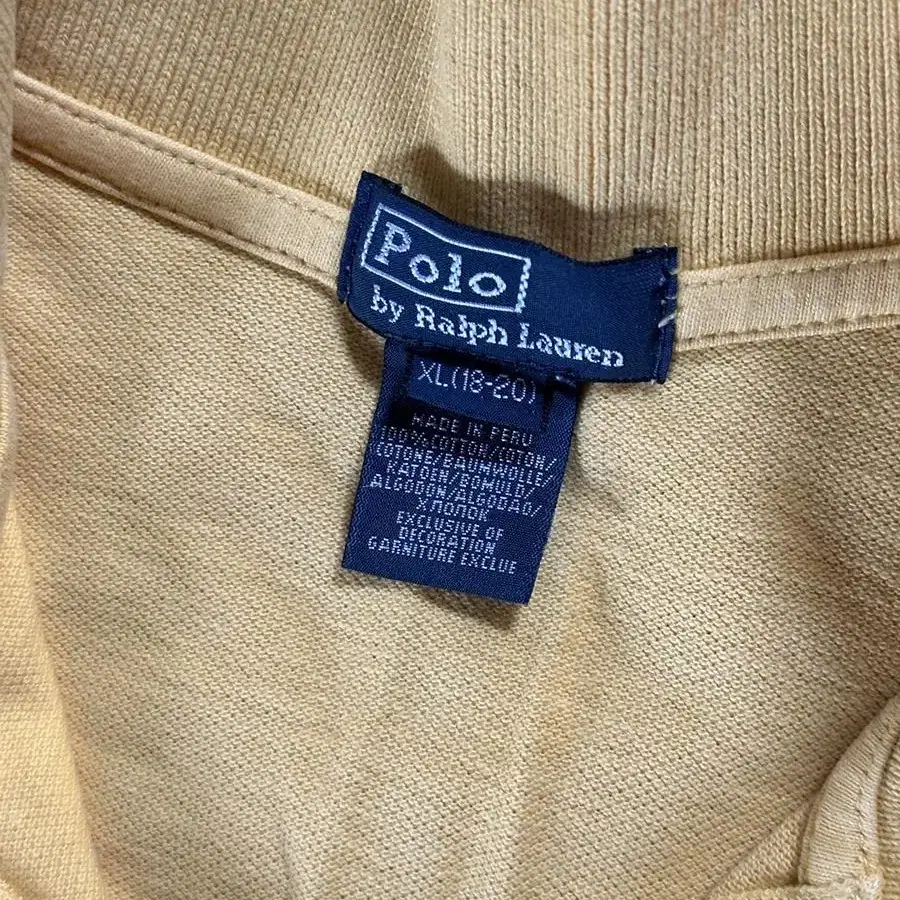 Polo
by Ralph Lauren
XL(18-20)
MADE IN PERU
100% COTTON/COTON/
COTONE/BAUMWOLLE/
KATOEN/BOMULD/
ALGODON/ALGODAO/
ХЛОПОК
EXCLUSIVE OF
DECORATION
GARNITURE EXCLUE